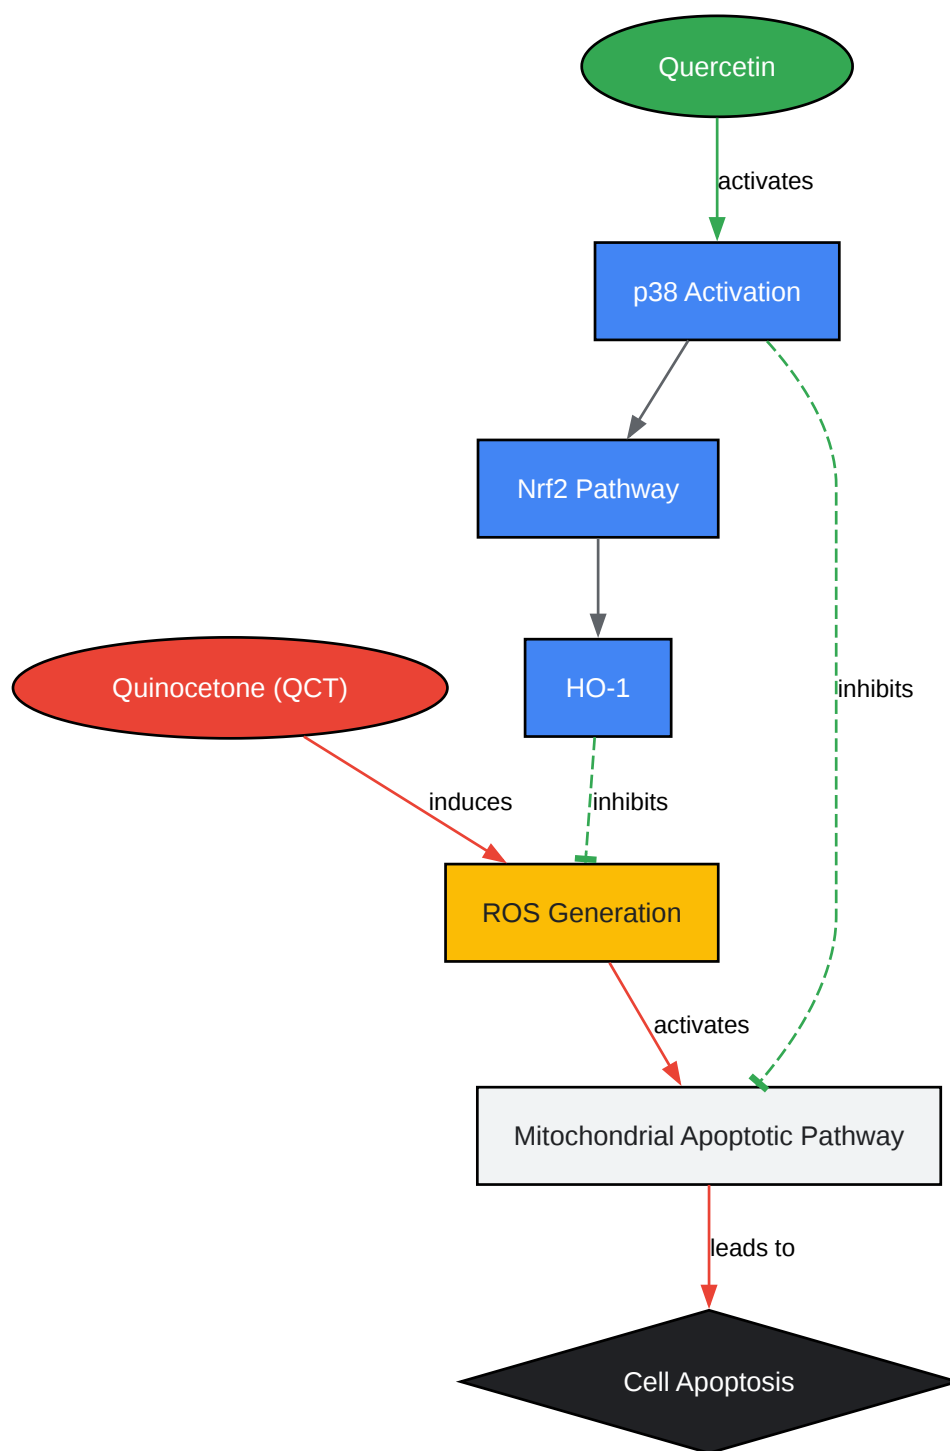 Quercetin
activates
p38 Activation
Nrf2 Pathway
Quinocetone (QCT)
HO-1
inhibits
induces
inhibits
ROS Generation
activates
Mitochondrial Apoptotic Pathway
leads to
Cell Apoptosis